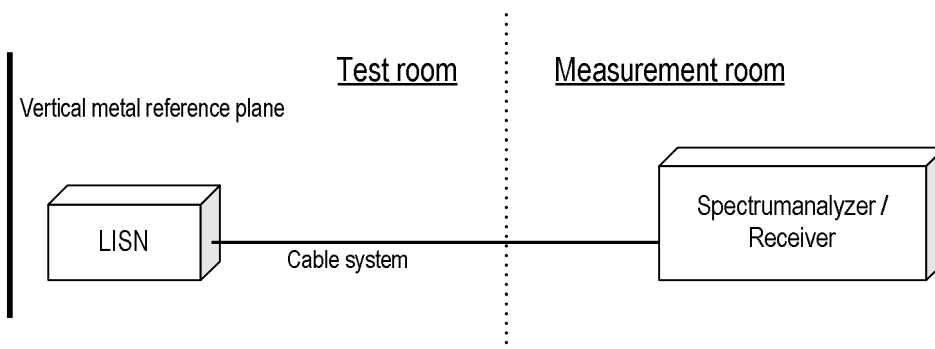 Test room
Measurement room
Vertical metal reference plane
LISN
Cable system
Spectrumanalyzer /
Receiver